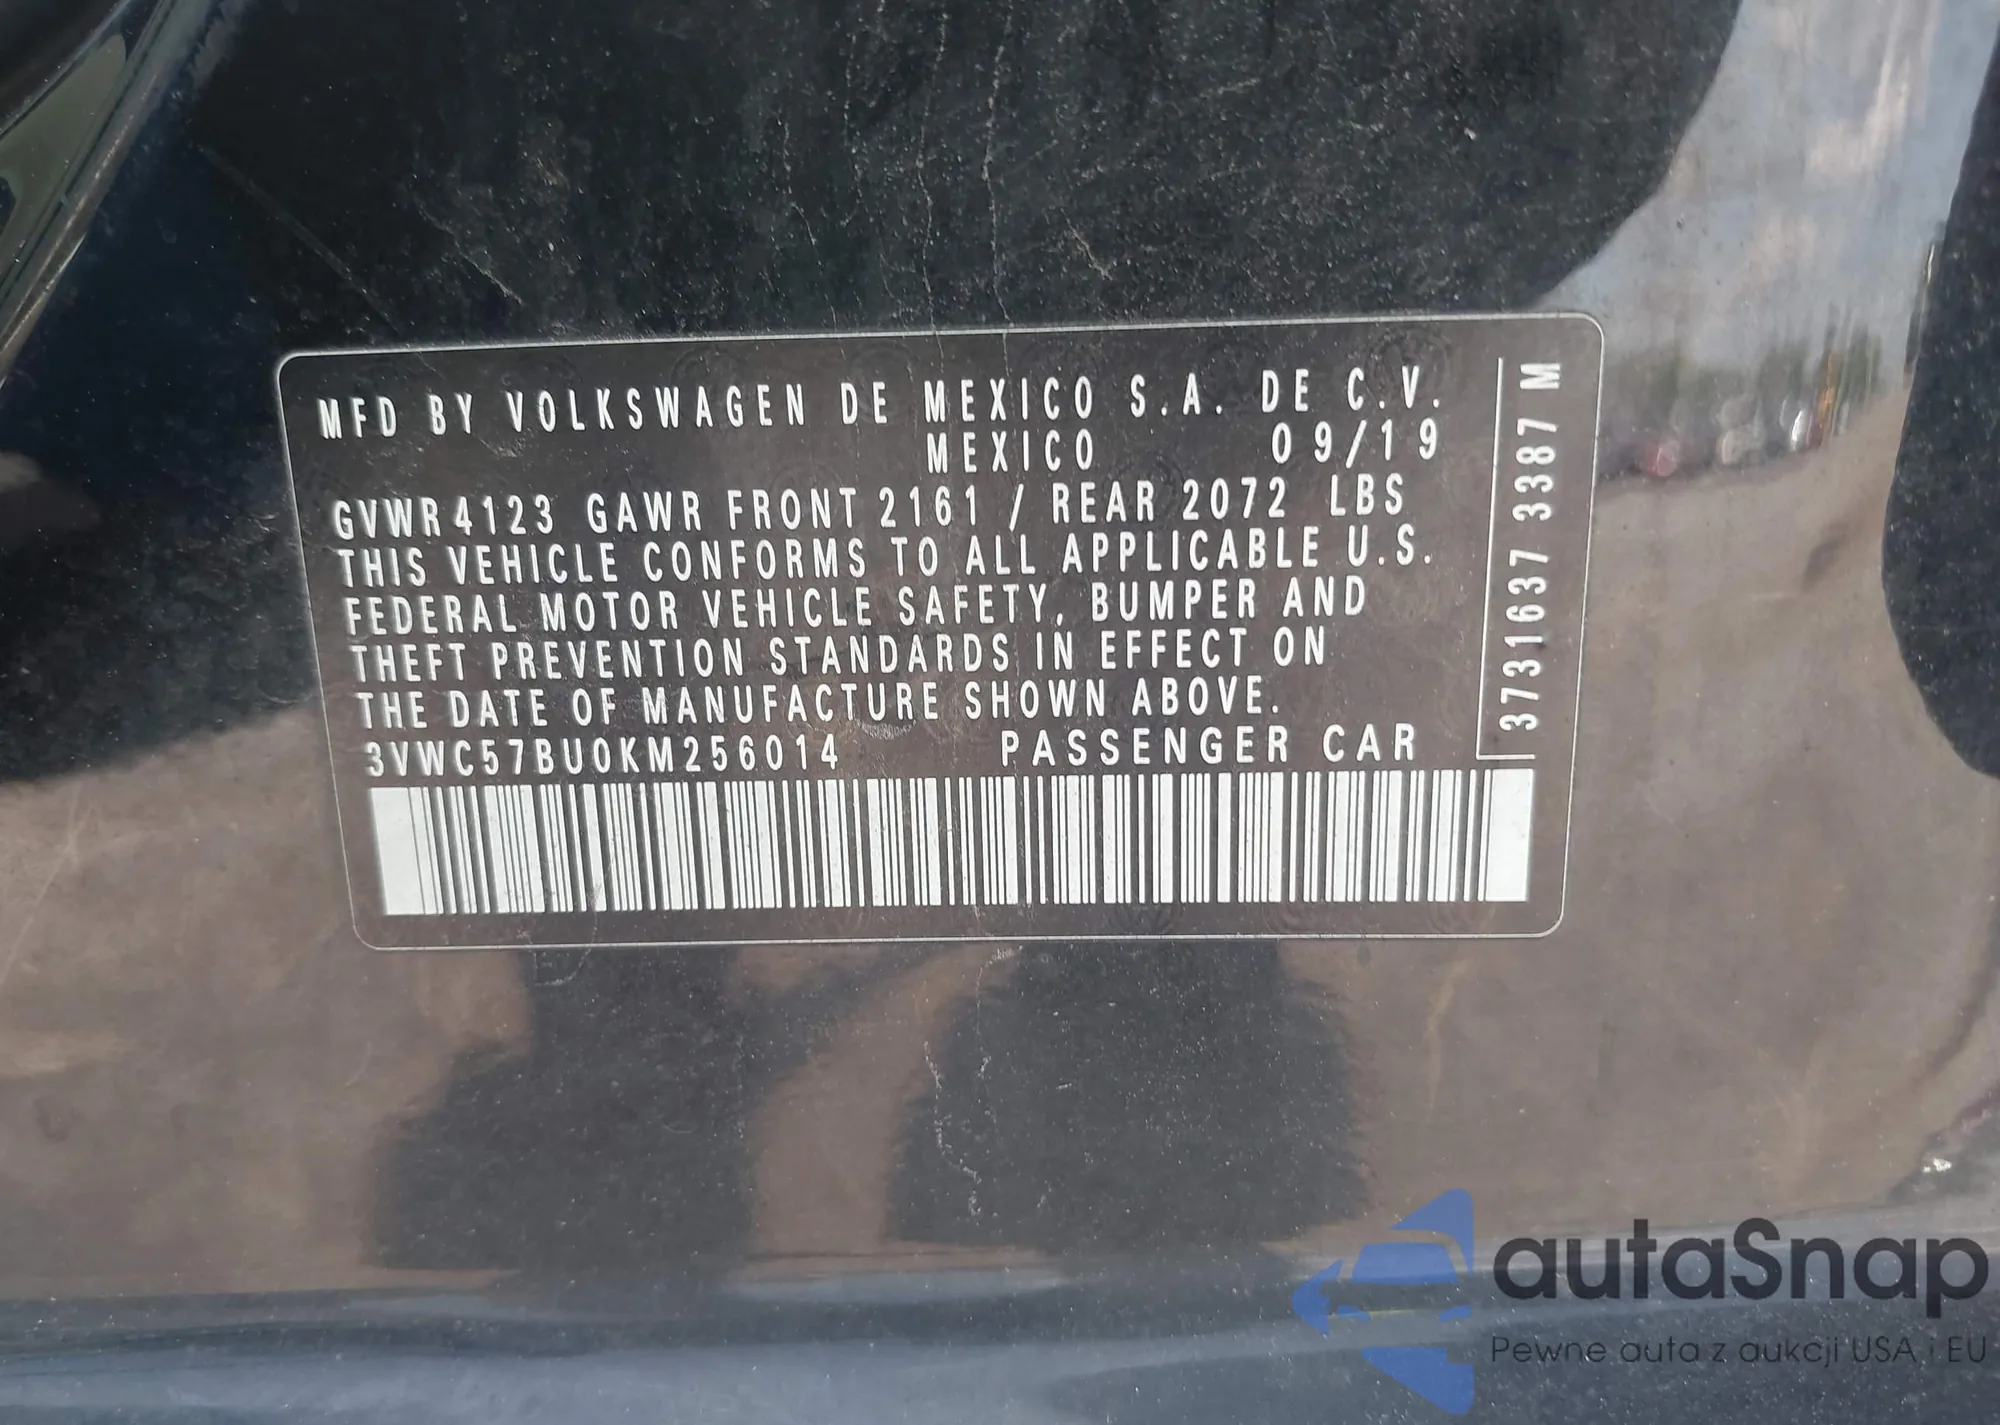 MFD BY VOLKSWAGEN DE MEXICO S.A. DE C.V.
MEXICO 09/19
GVWR 4123 GAWR FRONT 2161 / REAR 2072 LBS
THIS VEHICLE CONFORMS TO ALL APPLICABLE U.S.
FEDERAL MOTOR VEHICLE SAFETY, BUMPER AND
THEFT PREVENTION STANDARDS IN EFFECT ON
THE DATE OF MANUFACTURE SHOWN ABOVE.
3VWC57BU0KM256014 PASSENGER CAR
3731637 3387 M
autaSnap
Pewne auta z aukcji USA i EU